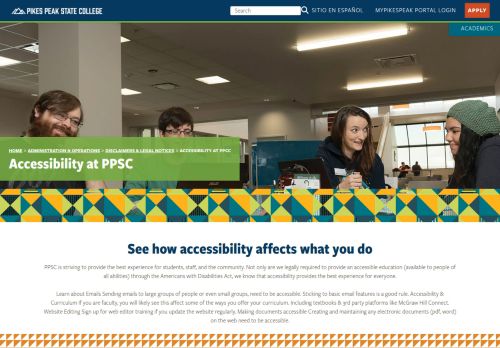 PIKES PEAK STATE COLLEGE
Search
SITIO EN ESPAÑOL
MYPIKESPEAK PORTAL LOGIN
APPLY
ACADEMICS
HOME > ADMINISTRATION & OPERATIONS > DISCLAIMERS & LEGAL NOTICES > ACCESSIBILITY AT PPCC
Accessibility at PPSC
See how accessibility affects what you do
PPSC is striving to provide the best experience for students, staff, and the community. Not only are we legally required to provide an accessible education (available to people of
all abilities) through the Americans with Disabilities Act, we know that accessibility provides the best experience for everyone.
Learn about Emails Sending emails to large groups of people or even small groups, need to be accessible. Sticking to basic email features is a good rule. Accessibility &
Curriculum If you are faculty, you will likely see this affect some of the ways you offer your curriculum. Including textbooks & 3rd party platforms like McGraw Hill Connect.
Website Editing Sign up for web editor training if you update the website regularly. Making documents accessible Creating and maintaining any electronic documents (pdf, word)
on the web need to be accessible.